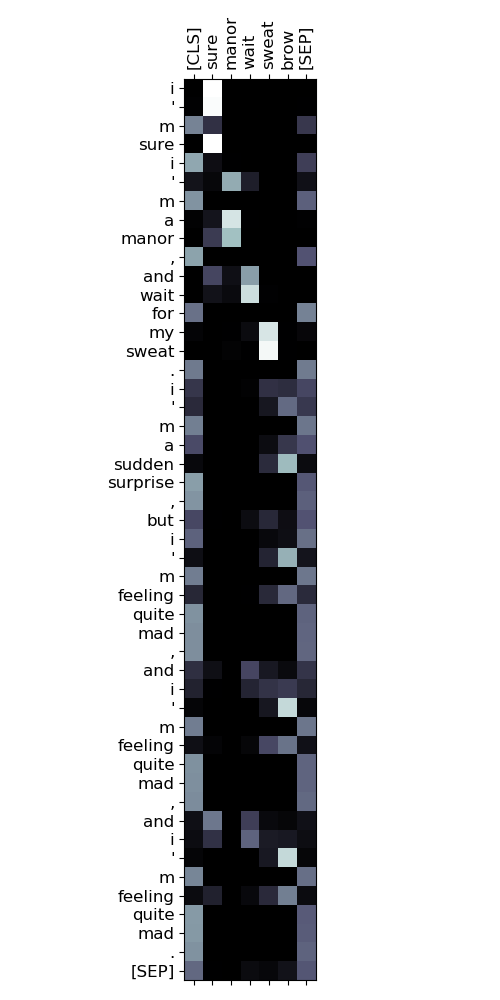 [CLS] sure manor wait sweat brow [SEP]
i
'
m
sure
i
'
m
a
manor
,
and
wait
for
my
sweat
.
i
'
m
a
sudden
surprise
,
but
i
'
m
feeling
quite
mad
,
and
i
'
m
feeling
quite
mad
,
and
i
'
m
feeling
quite
mad
.
[SEP]